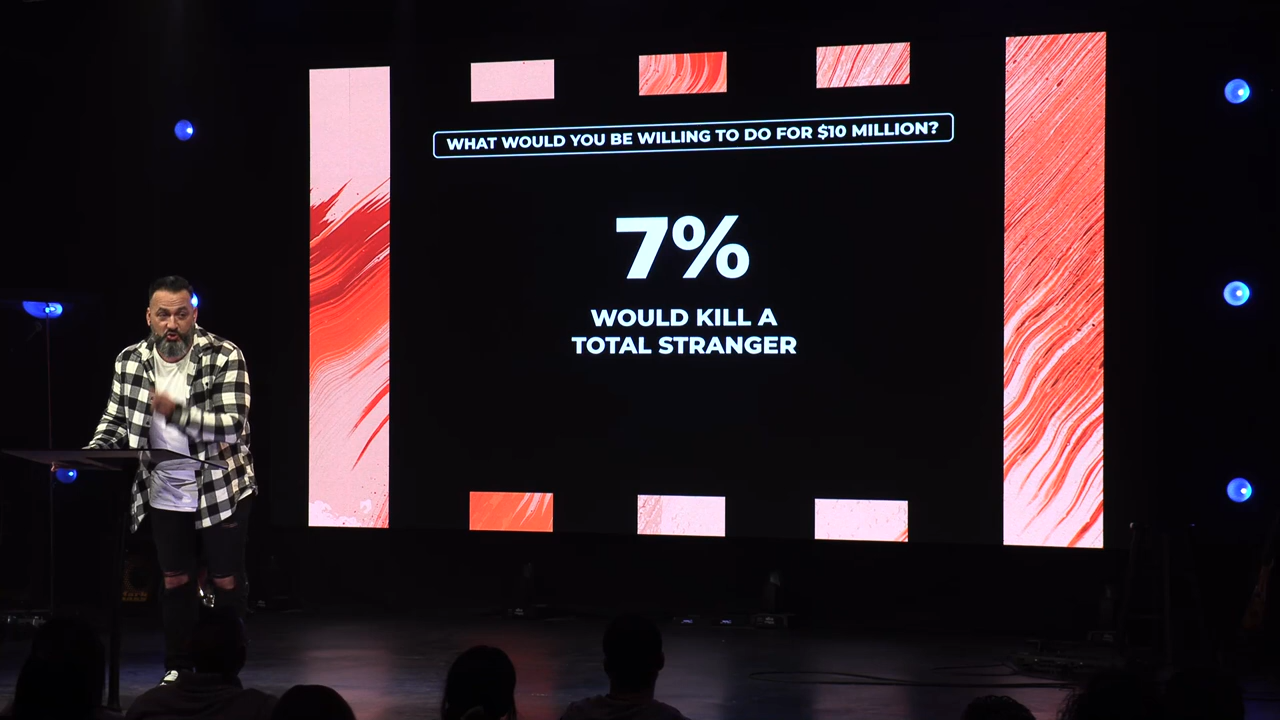 WHAT WOULD YOU BE WILLING TO DO FOR $10 MILLION?
7%
WOULD KILL A
TOTAL STRANGER